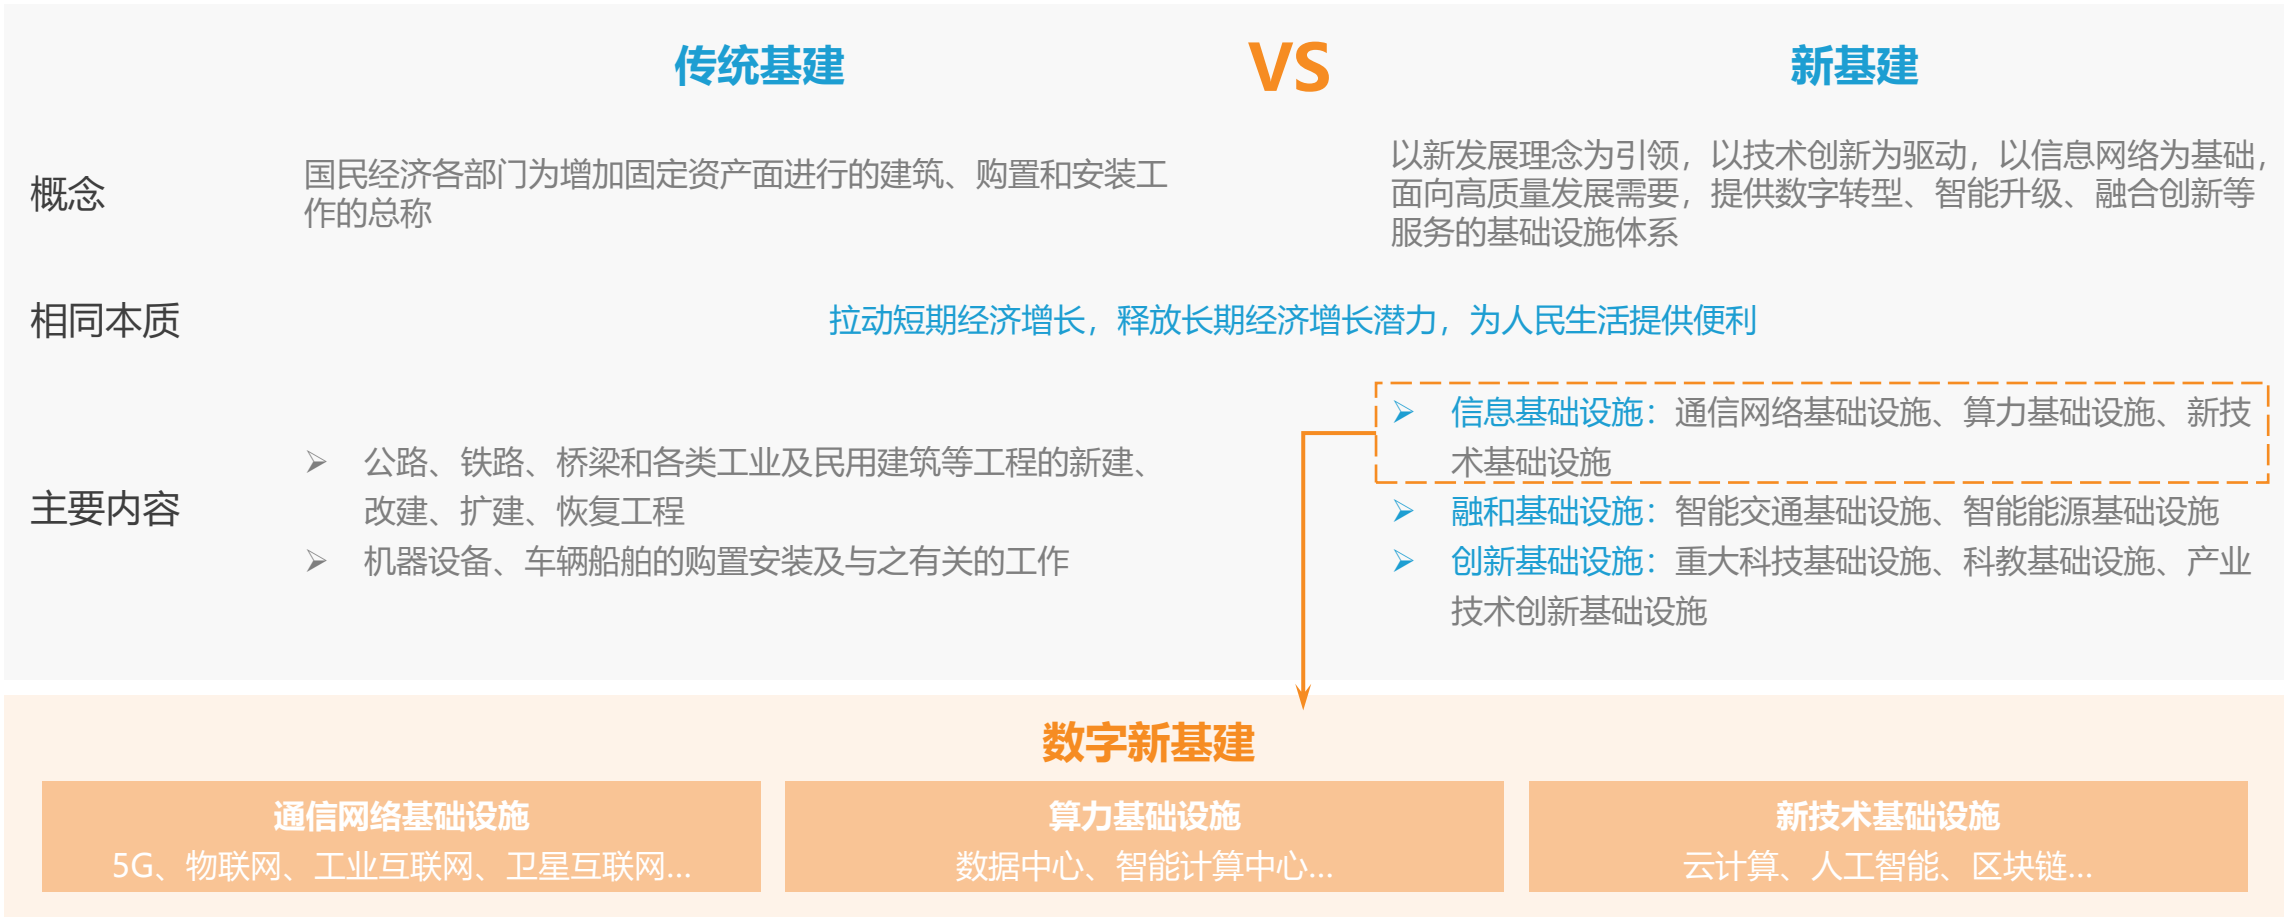 传统基建
VS
新基建
概念
国民经济各部门为增加固定资产面进行的建筑、购置和安装工
作的总称
以新发展理念为引领，以技术创新为驱动，以信息网络为基础，
面向高质量发展需要，提供数字转型、智能升级、融合创新等
服务的基础设施体系
相同本质
拉动短期经济增长，释放长期经济增长潜力，为人民生活提供便利
主要内容
➢ 公路、铁路、桥梁和各类工业及民用建筑等工程的新建、
改建、扩建、恢复工程
➢ 机器设备、车辆船舶的购置安装及与之有关的工作
➢ 信息基础设施：通信网络基础设施、算力基础设施、新技
术基础设施
➢ 融和基础设施：智能交通基础设施、智能能源基础设施
➢ 创新基础设施：重大科技基础设施、科教基础设施、产业
技术创新基础设施
数字新基建
通信网络基础设施
5G、物联网、工业互联网、卫星互联网...
算力基础设施
数据中心、智能计算中心...
新技术基础设施
云计算、人工智能、区块链...